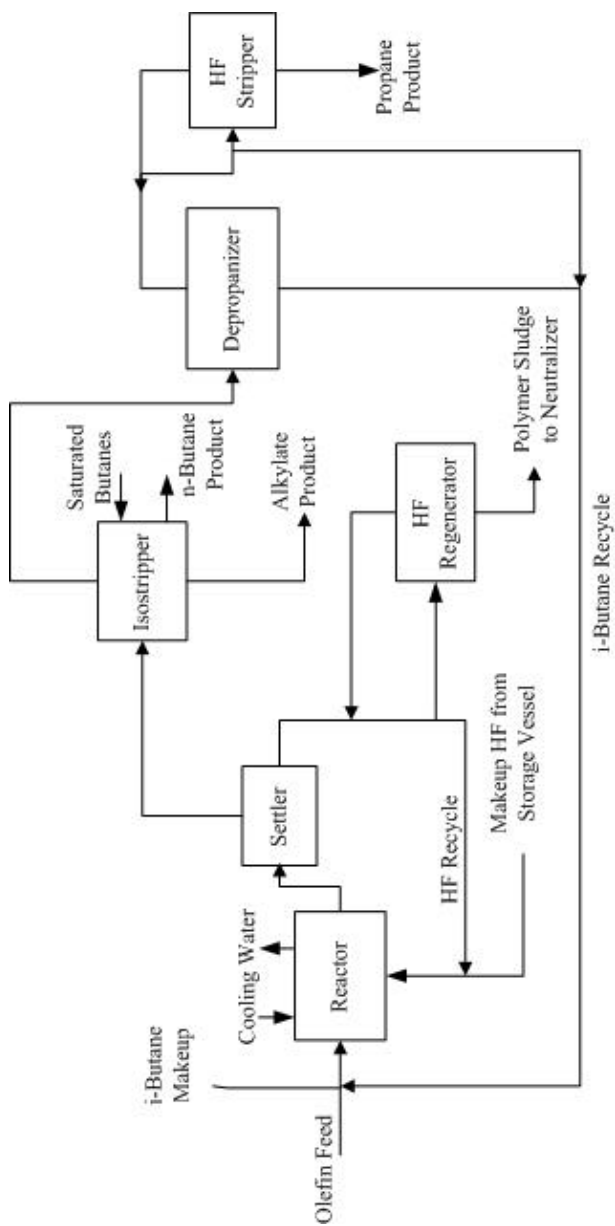 Olefin Feed
i-Butane
Makeup
Cooling Water
Reactor
Settler
HF Recycle
Makeup HF from
Storage Vessel
Isostripper
Saturated
Butanes
n-Butane Product
Alkylate
Product
HF
Regenerator
Polymer Sludge
to Neutralizer
Depropanizer
HF
Stripper
Propane
Product
i-Butane Recycle